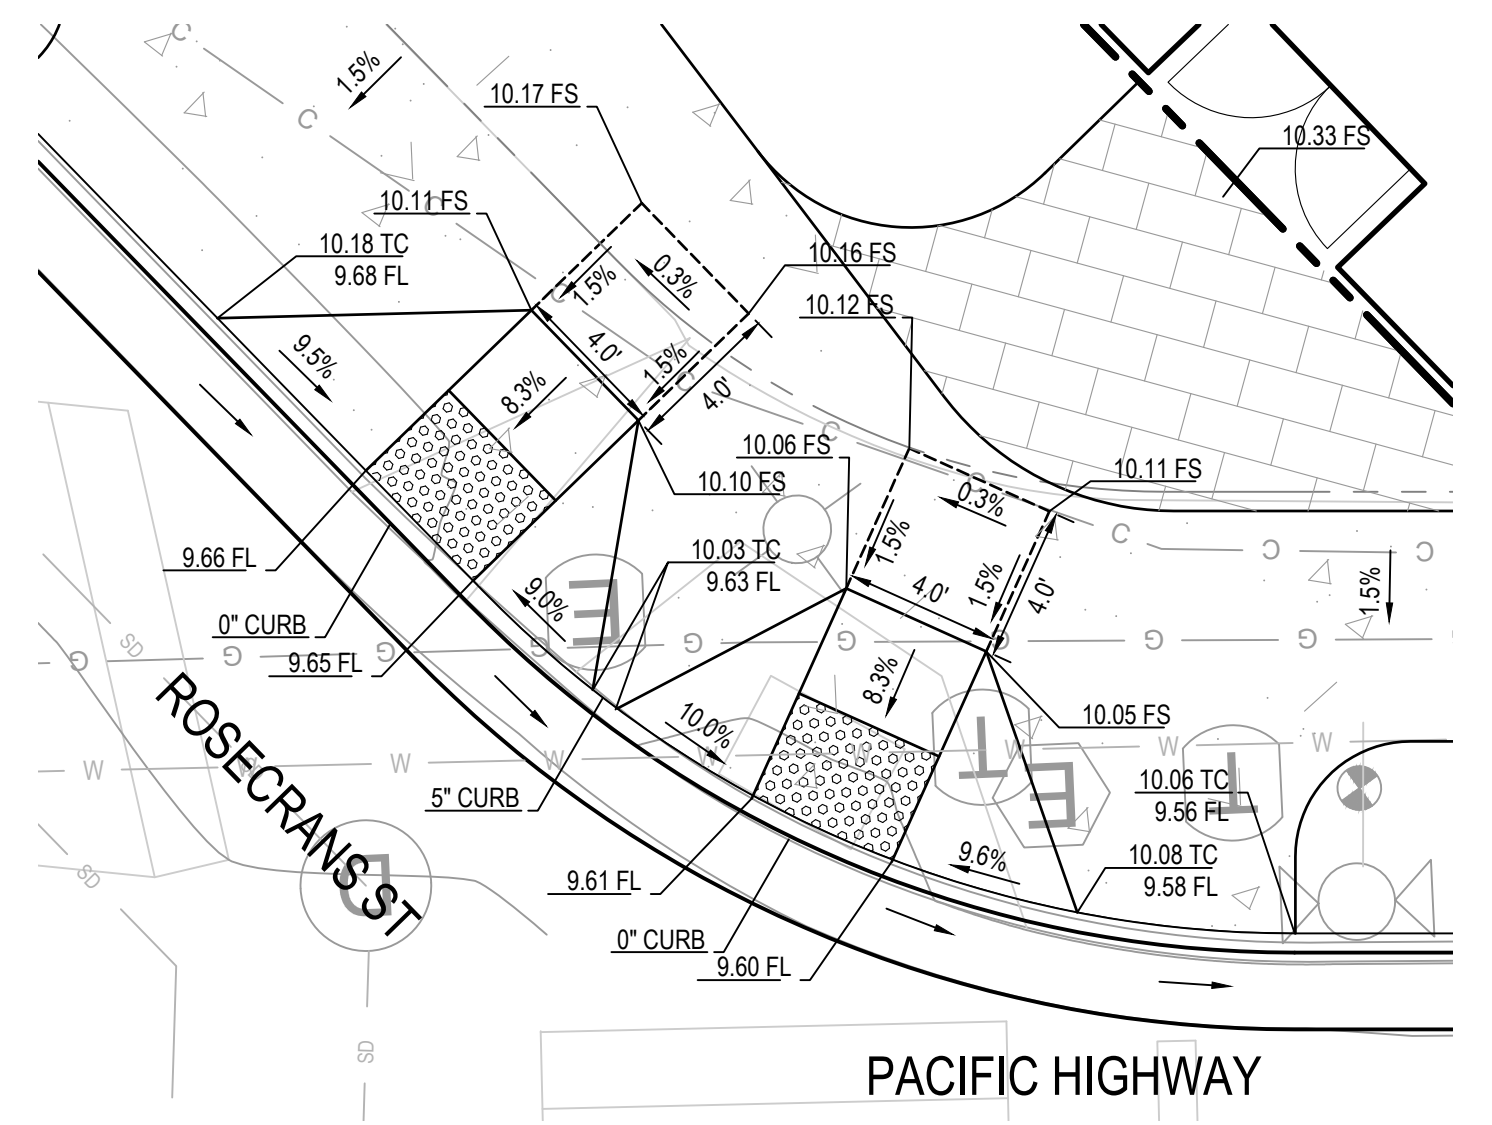 C
1.5%
10.17 FS
C
10.33 FS
10.11 FS
C
10.18 TC
9.68 FL
10.16 FS
0.3%
1.5%
C
10.12 FS
9.5%
4.0'
1.5%
C
8.3%
4.0'
10.06 FS
C
10.11 FS
C
0.3%
10.10 FS
1.5%
C
C
C
9.66 FL
10.03 TC
9.63 FL
4.0'
1.5%
4.0'
1.5%
9.0%
E
0" CURB
SD
G
G
G
G
G
G
G
G
G
9.65 FL
8.3%
10.0%
10.05 FS
ROSECRANS ST
W
W
W
W
W
W
W
W
W
T
E
T
10.06 TC
9.56 FL
5" CURB
10.08 TC
9.58 FL
9.6%
SD
D
9.61 FL
0" CURB
9.60 FL
SD
PACIFIC HIGHWAY